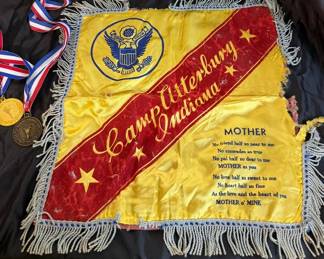 Camp Atterbury
Indiana
MOTHER
No friend half so near to me
No comrades so true
No pal half so dear to me
MOTHER as you
No love half so sweet to me
No heart half so fine
As the love and the heart of you
MOTHER o' MINE